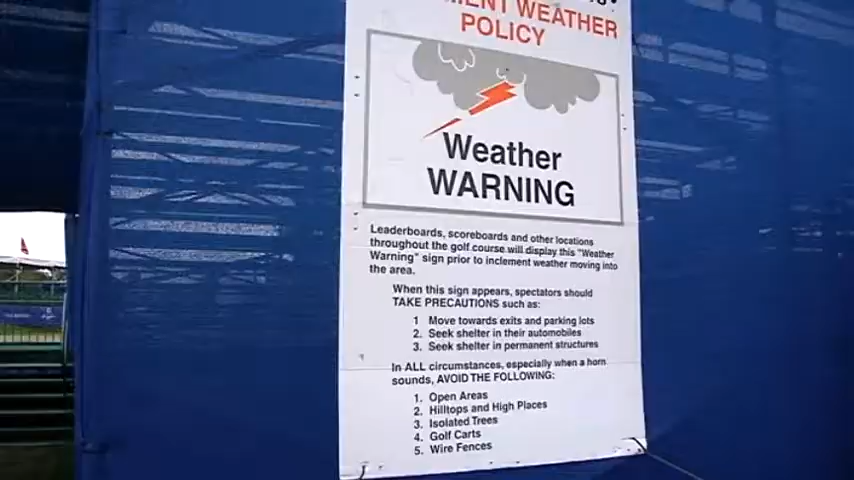 WEATHER
POLICY
Weather
WARNING
Leaderboards, scoreboards and other locations
throughout the golf course will display this "Weather
Warning" sign prior to inclement weather moving into
the area.
When this sign appears, spectators should
TAKE PRECAUTIONS such as:
1 Move towards exits and parking lots
2. Seek shelter in their automobiles
3. Seek shelter in permanent structures
In ALL circumstances, especially when a horn
sounds, AVOID THE FOLLOWING:
1. Open Areas
2. Hilltops and High Places
3. Isolated Trees
4. Golf Carts
5. Wire Fences